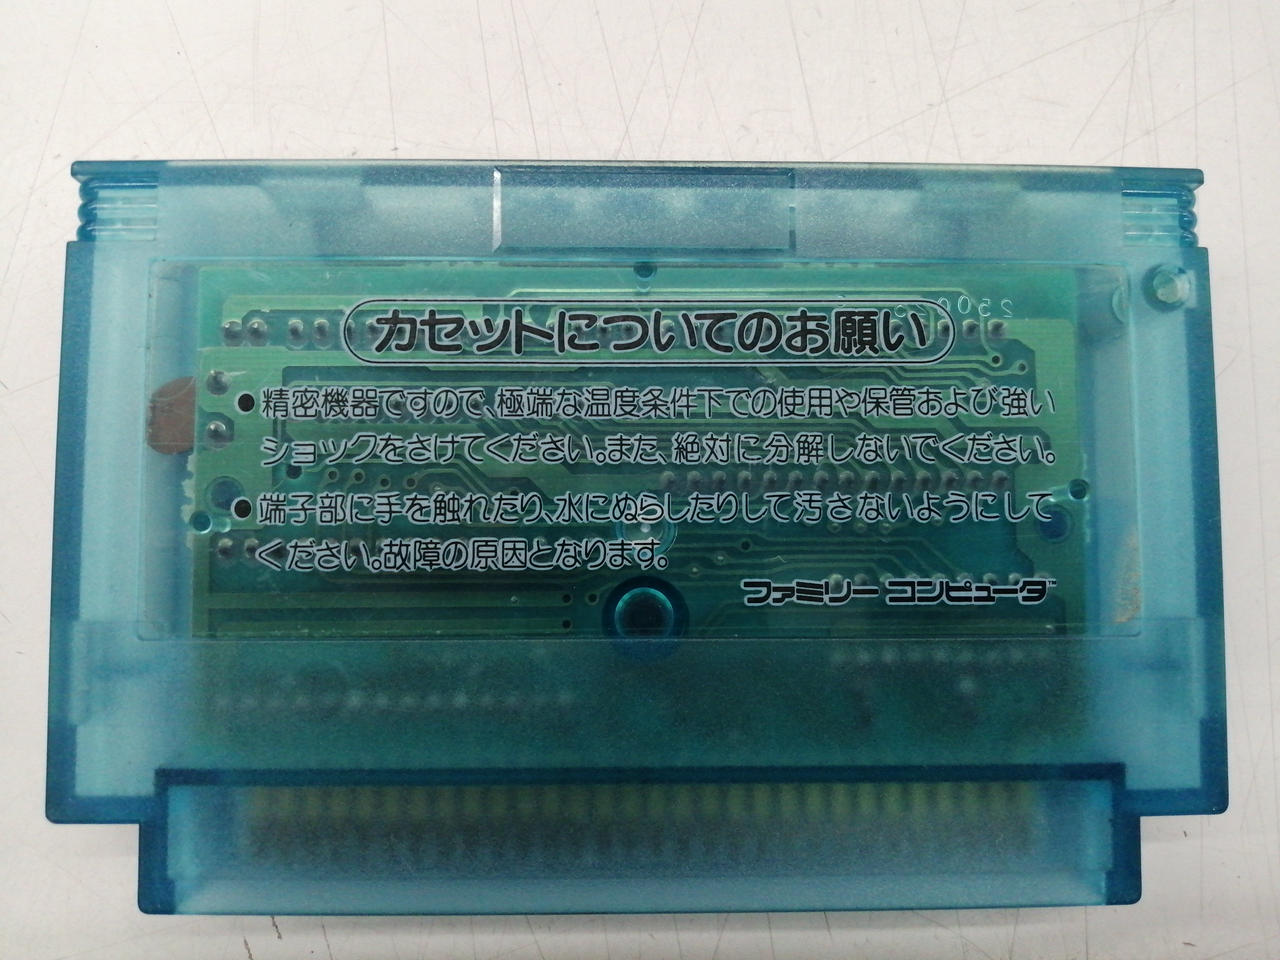 カセットについてのお願い
●精密機器ですので、極端な温度条件下での使用や保管および強い
ショックをさけてください。また、絶対に分解しないでください。
●端子部に手を触れたり、水にぬらしたりして汚さないようにして
ください。故障の原因となります。
ファミリー コンピュータ™